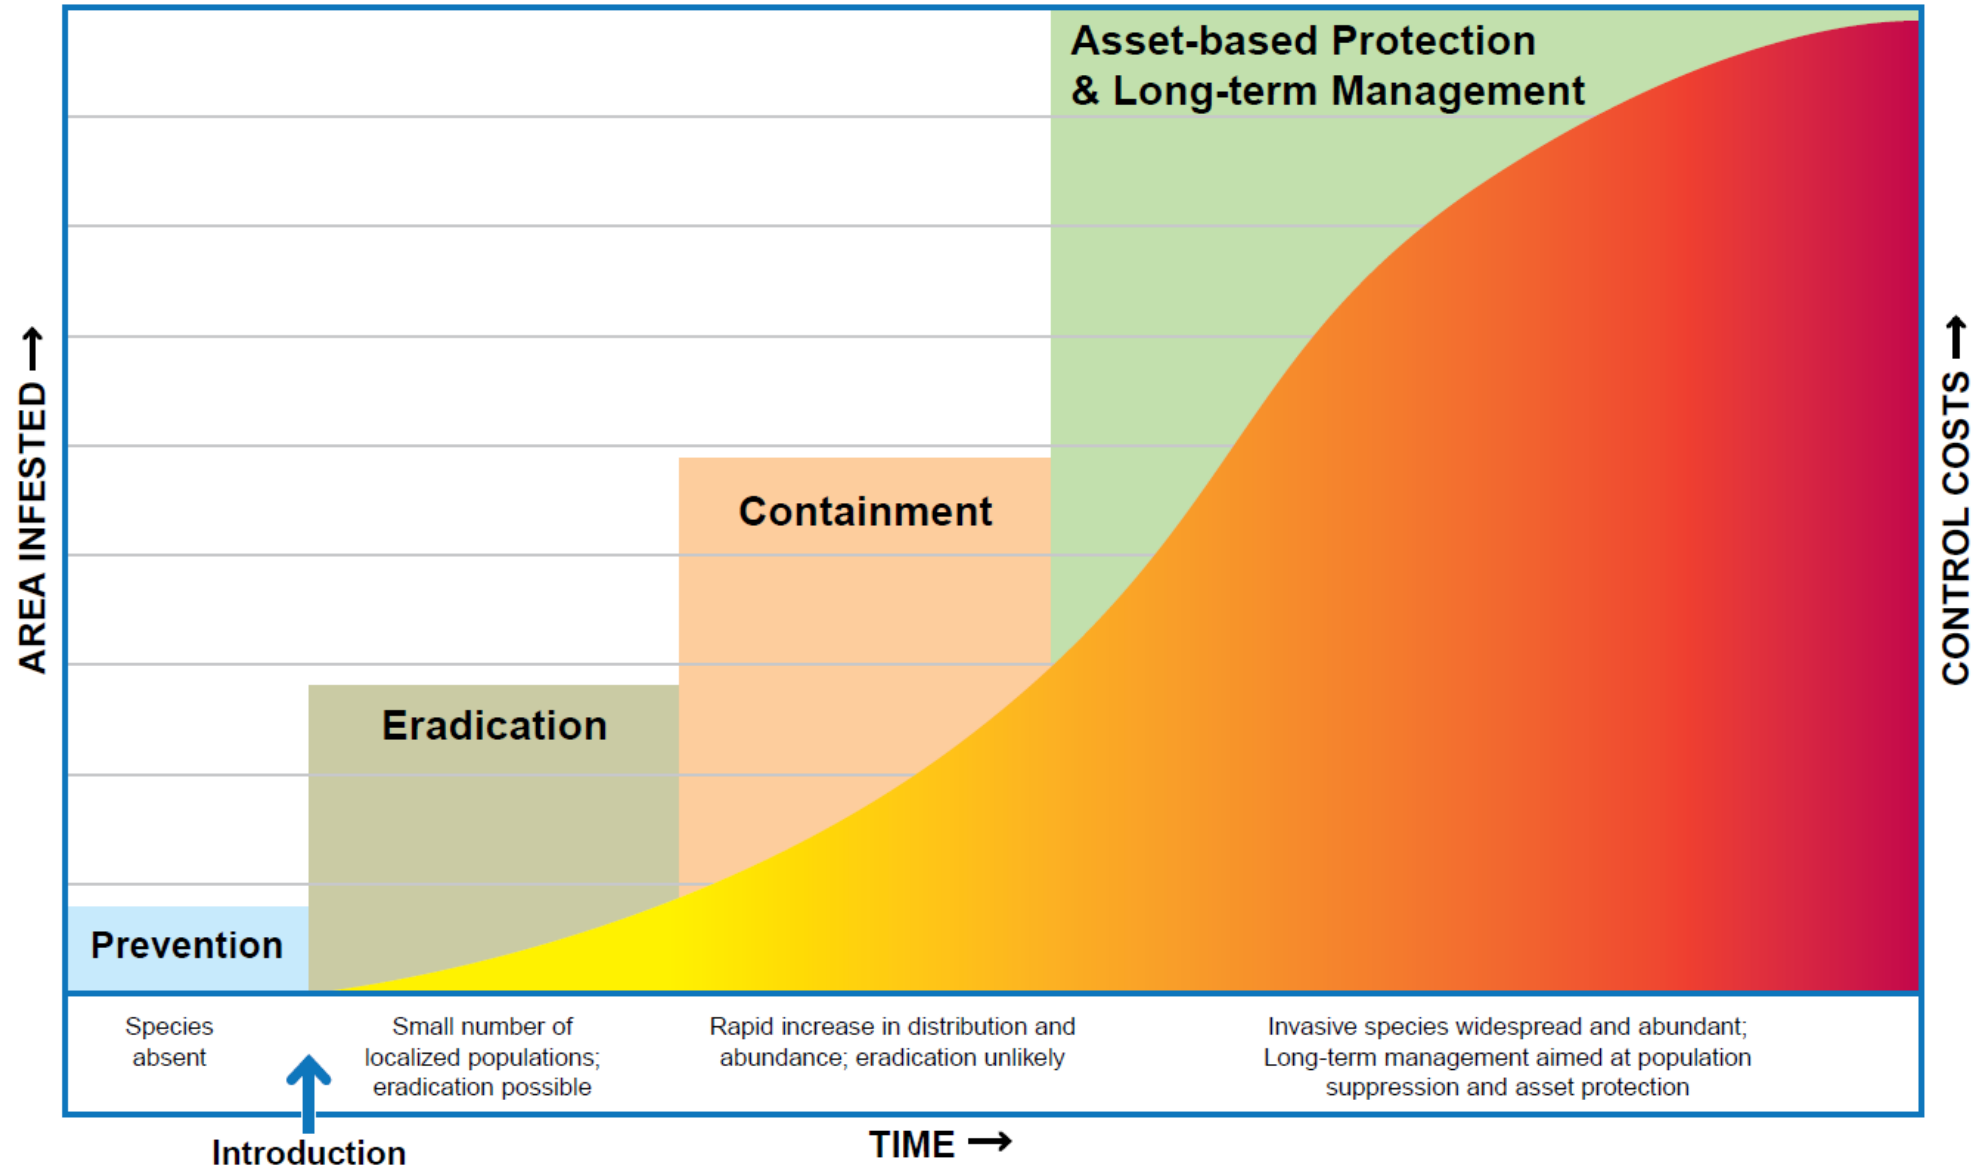 Asset-based Protection
& Long-term Management
Containment
Eradication
Prevention
AREA INFESTED →
CONTROL COSTS →
Species
absent
Small number of
localized populations;
eradication possible
Rapid increase in distribution and
abundance; eradication unlikely
Invasive species widespread and abundant;
Long-term management aimed at population
suppression and asset protection
Introduction
TIME →